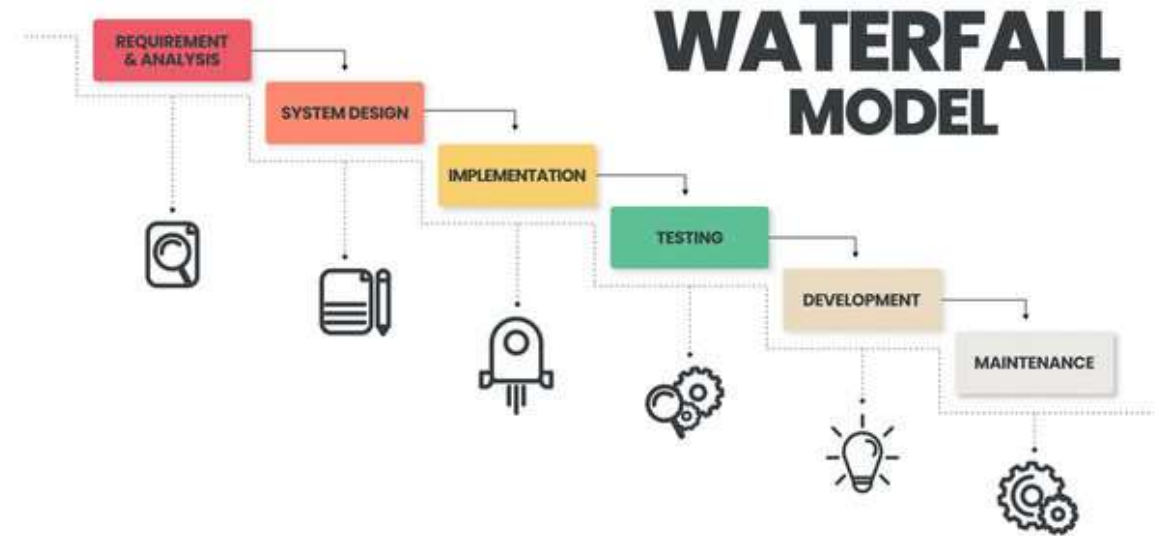 WATERFALL
MODEL
REQUIREMENT
& ANALYSIS
SYSTEM DESIGN
IMPLEMENTATION
TESTING
DEVELOPMENT
MAINTENANCE